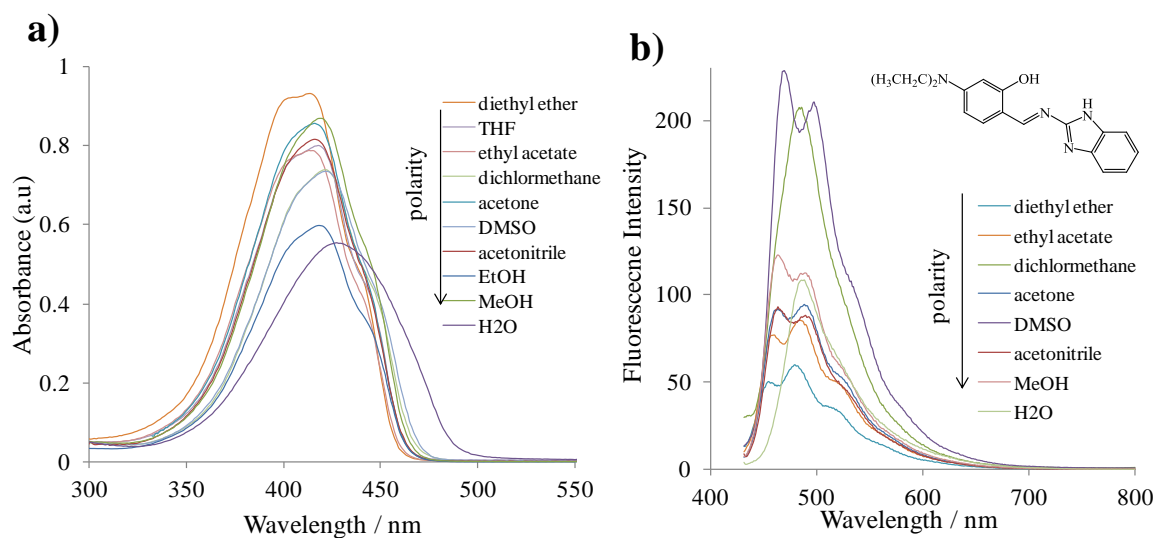 a)
1
0.8
0.6
0.4
0.2
0
300
350
400
450
500
550
Absorbance (a.u)
Wavelength / nm
polarity
diethyl ether
THF
ethyl acetate
dichlormethane
acetone
DMSO
acetonitrile
EtOH
MeOH
H2O
b)
200
150
100
50
0
400
500
600
700
800
Fluorescecne Intensity
Wavelength / nm
(H₃CH₂C)₂N
OH
N
H
N
N
polarity
diethyl ether
ethyl acetate
dichlormethane
acetone
DMSO
acetonitrile
MeOH
H2O